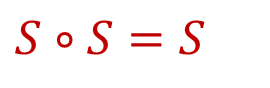 𝑆 ∘ 𝑆 = 𝑆